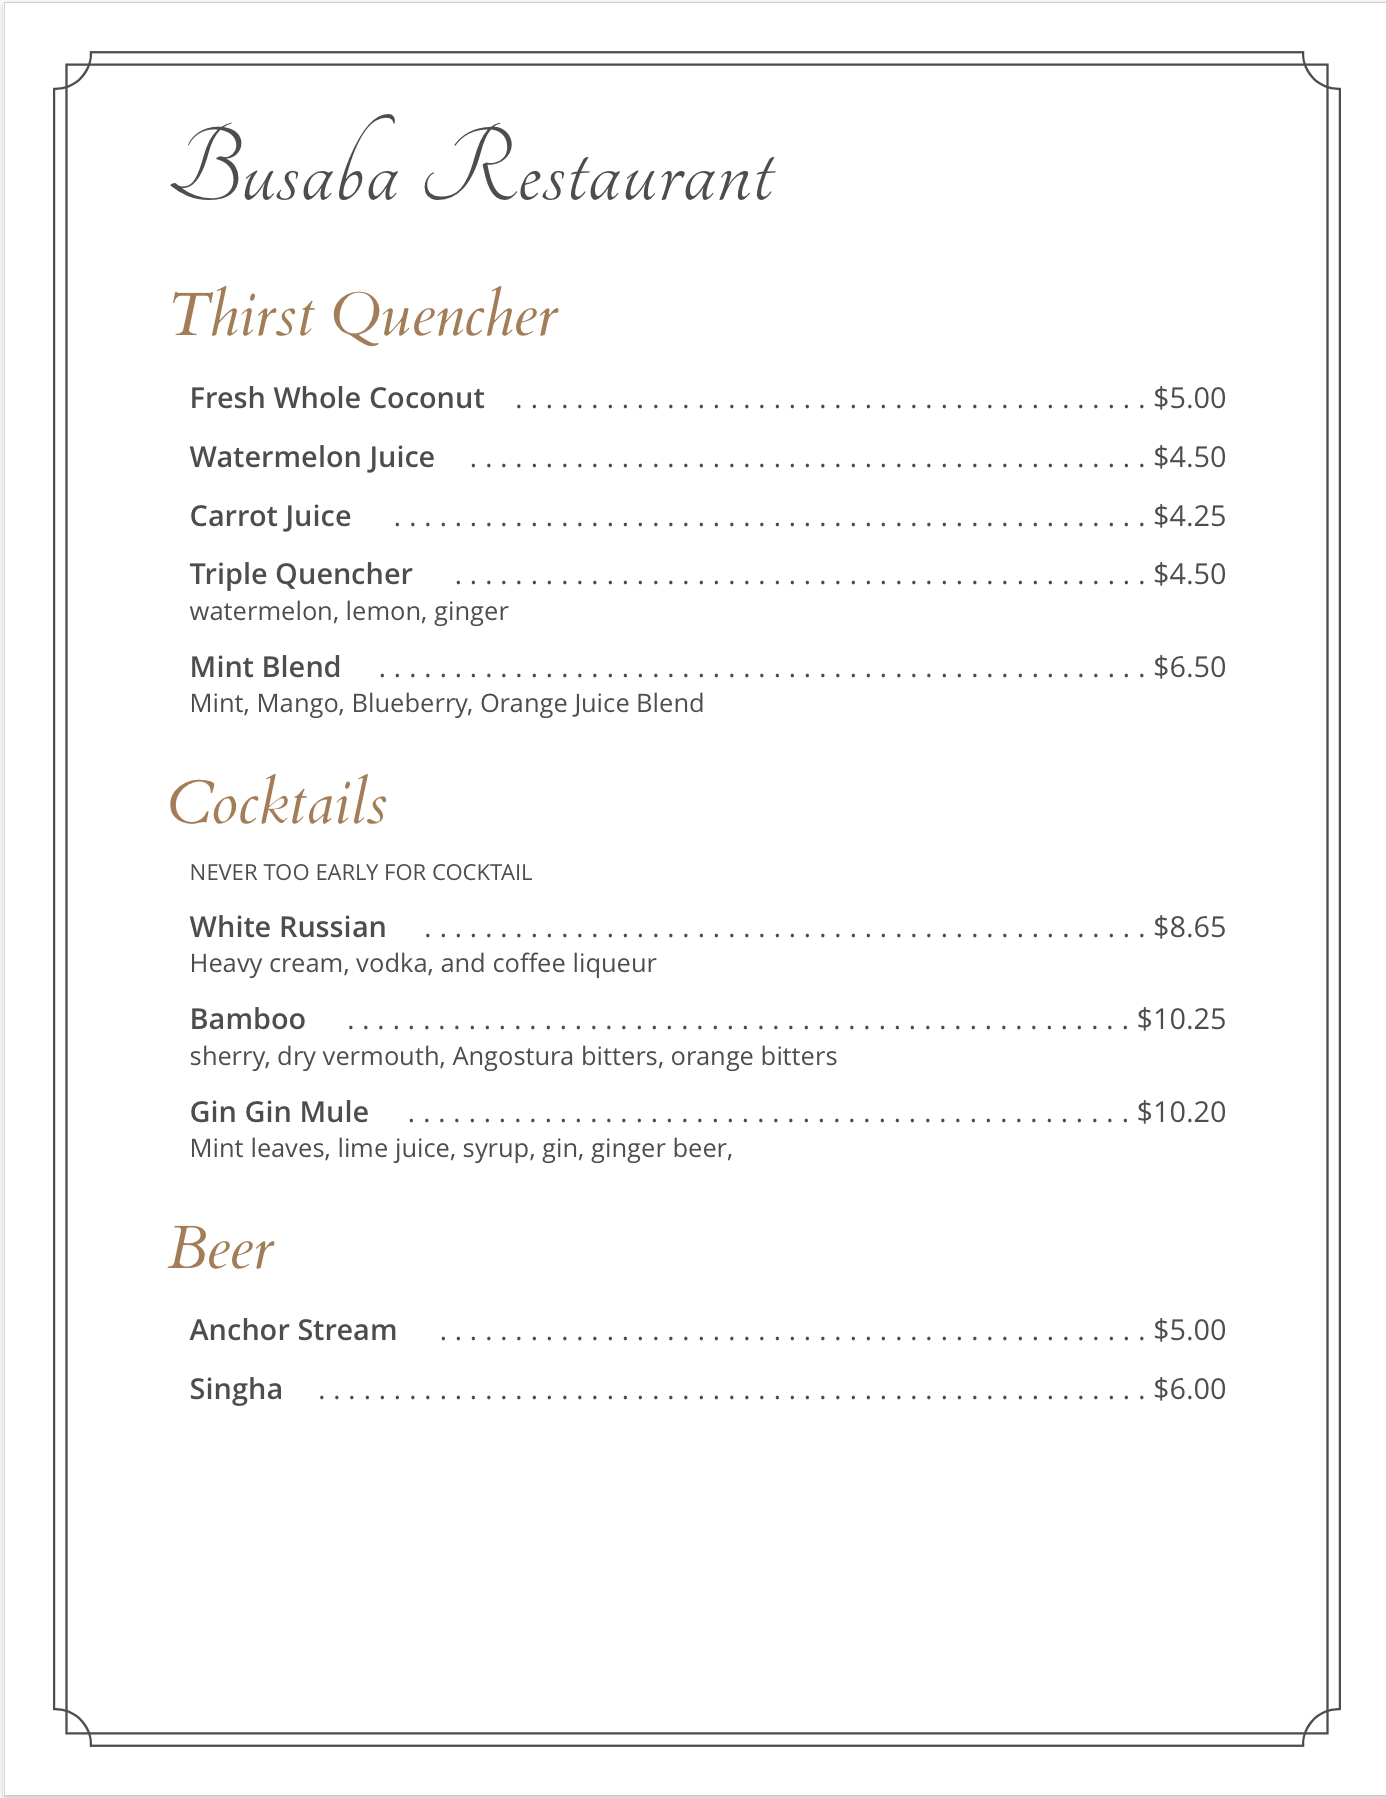 Busaba Restaurant
Thirst Quencher
Fresh Whole Coconut . . . . . . . . . . . . . . . . . . . . . . . . . . . . . . . . . . . . . . . . . . $5.00
Watermelon Juice . . . . . . . . . . . . . . . . . . . . . . . . . . . . . . . . . . . . . . . . . . . . . $4.50
Carrot Juice . . . . . . . . . . . . . . . . . . . . . . . . . . . . . . . . . . . . . . . . . . . . . . . . . . $4.25
Triple Quencher . . . . . . . . . . . . . . . . . . . . . . . . . . . . . . . . . . . . . . . . . . . . . . $4.50
watermelon, lemon, ginger
Mint Blend . . . . . . . . . . . . . . . . . . . . . . . . . . . . . . . . . . . . . . . . . . . . . . . . . . . $6.50
Mint, Mango, Blueberry, Orange Juice Blend
Cocktails
NEVER TOO EARLY FOR COCKTAIL
White Russian . . . . . . . . . . . . . . . . . . . . . . . . . . . . . . . . . . . . . . . . . . . . . . . . $8.65
Heavy cream, vodka, and coffee liqueur
Bamboo . . . . . . . . . . . . . . . . . . . . . . . . . . . . . . . . . . . . . . . . . . . . . . . . . . . . $10.25
sherry, dry vermouth, Angostura bitters, orange bitters
Gin Gin Mule . . . . . . . . . . . . . . . . . . . . . . . . . . . . . . . . . . . . . . . . . . . . . . . . $10.20
Mint leaves, lime juice, syrup, gin, ginger beer,
Beer
Anchor Stream . . . . . . . . . . . . . . . . . . . . . . . . . . . . . . . . . . . . . . . . . . . . . . . $5.00
Singha . . . . . . . . . . . . . . . . . . . . . . . . . . . . . . . . . . . . . . . . . . . . . . . . . . . . . . . $6.00